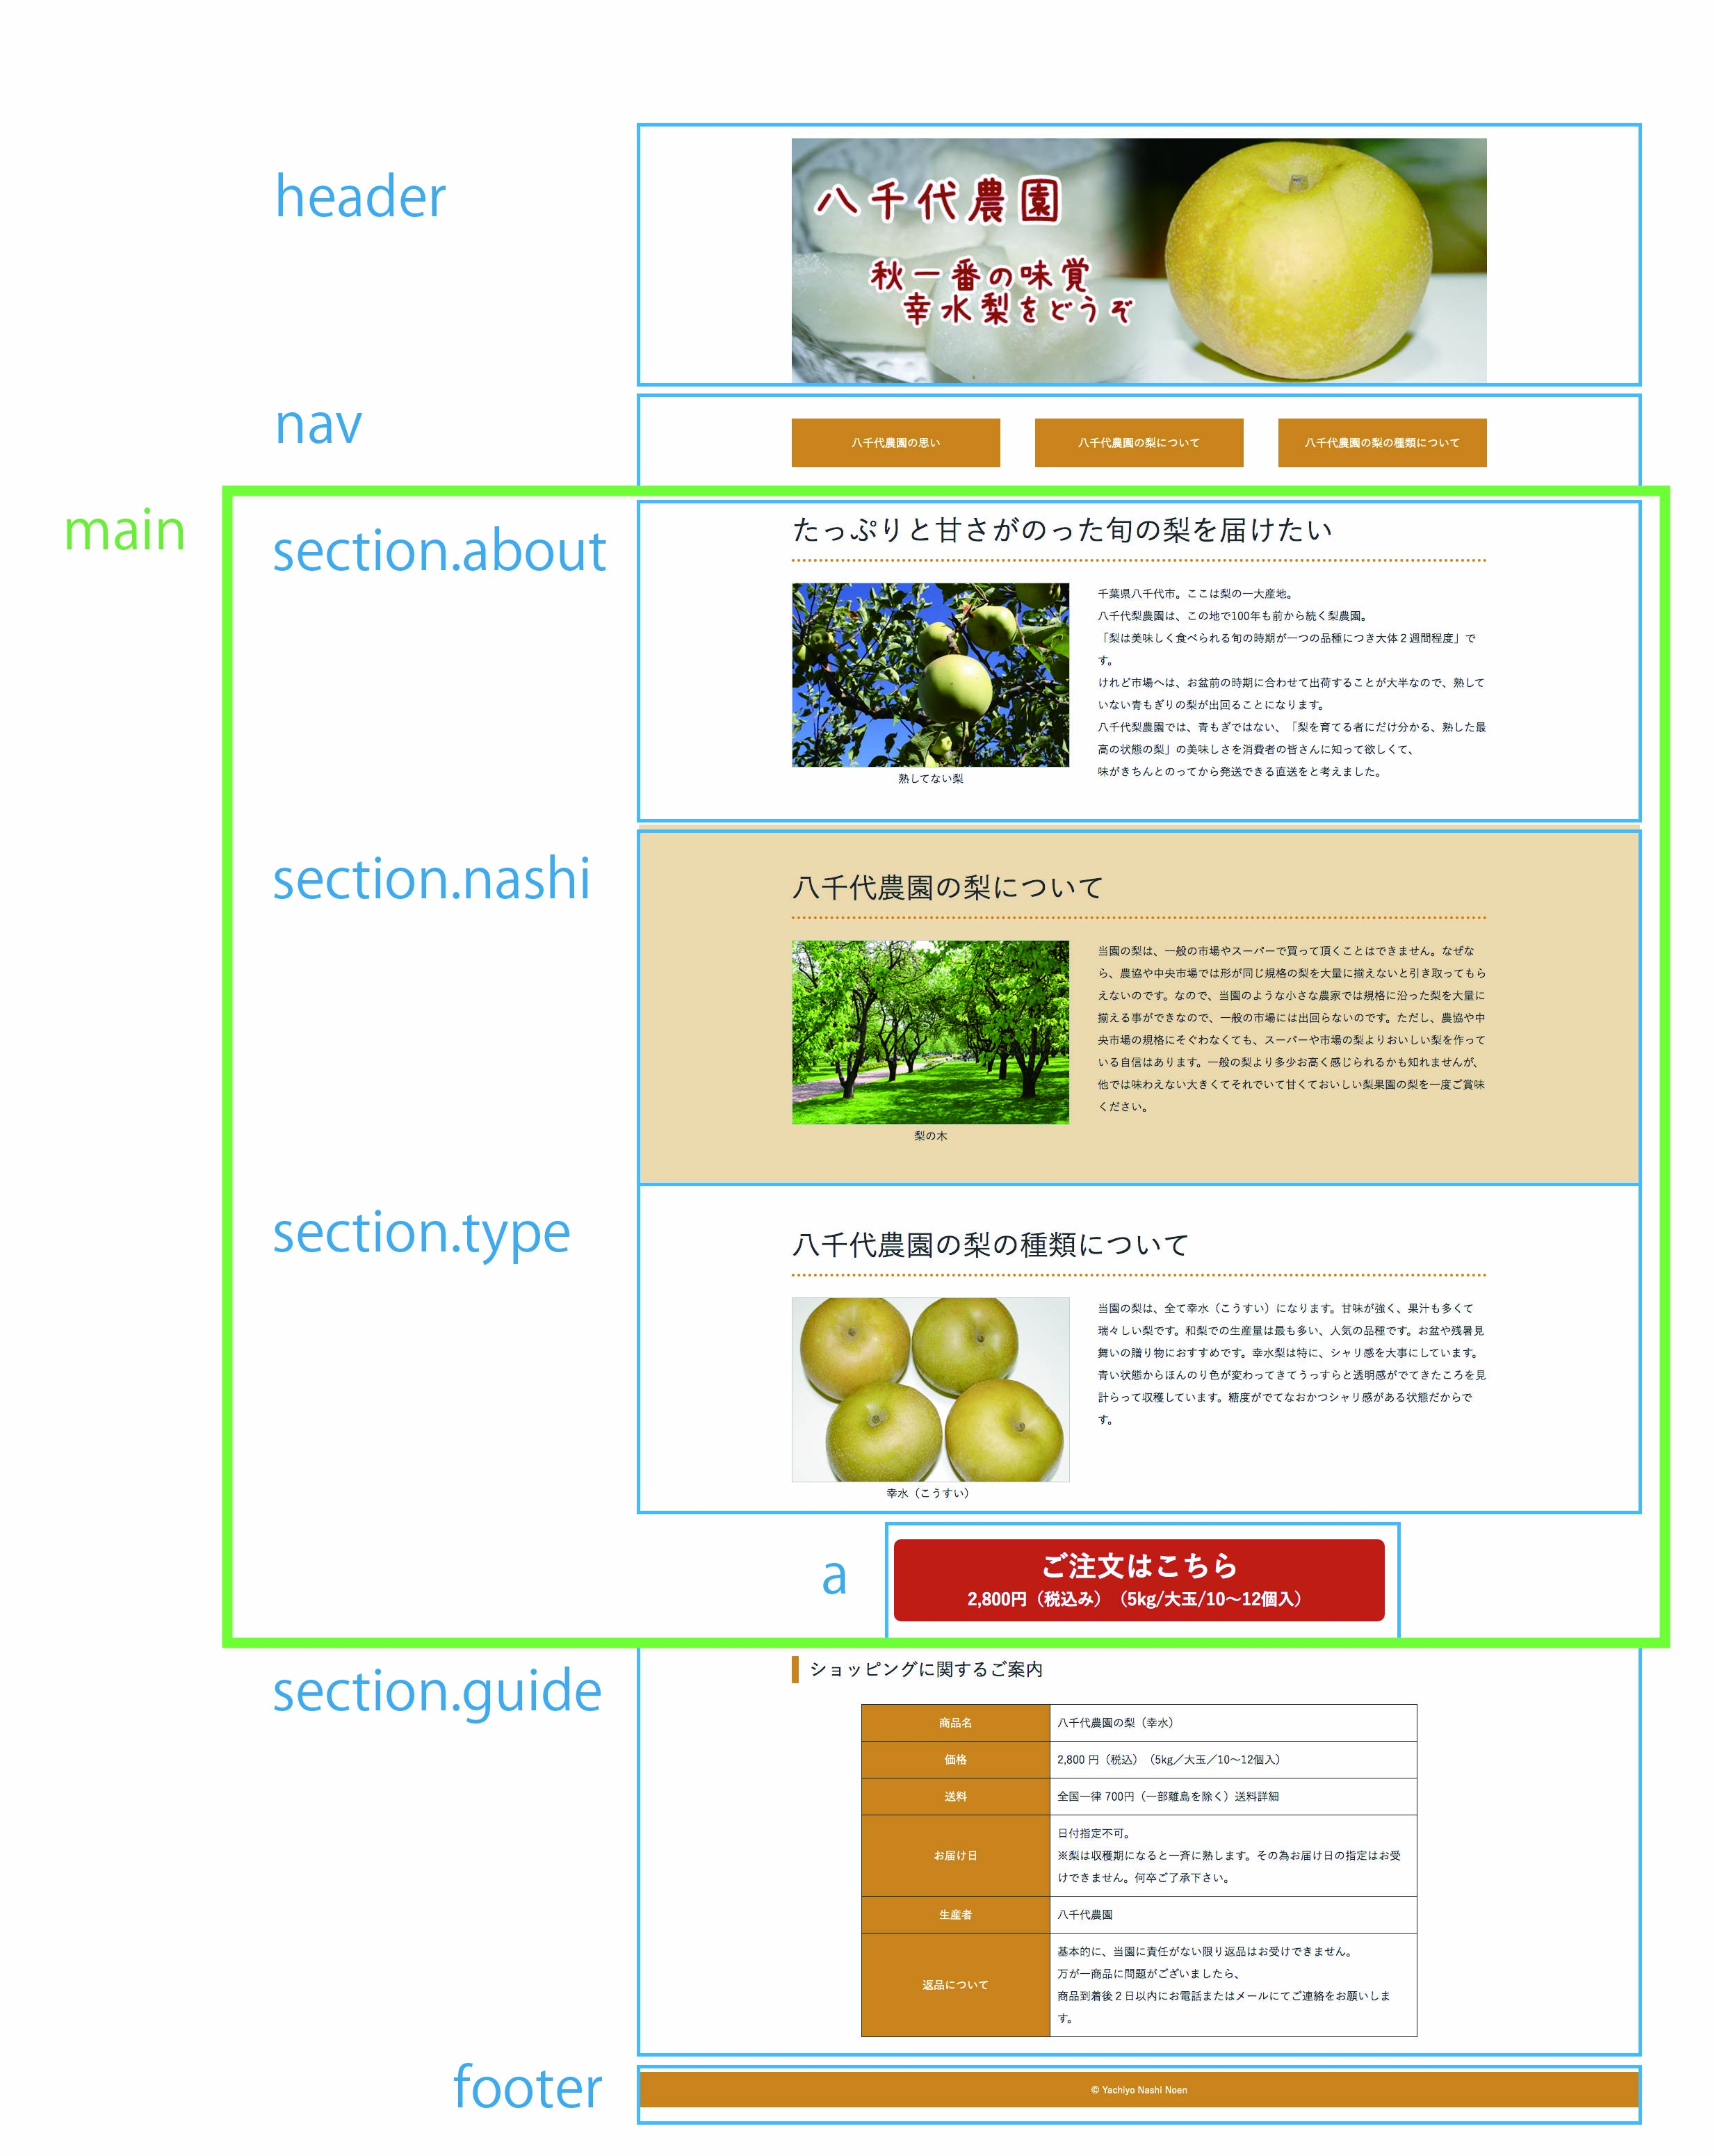 header
八千代農園
秋一番の味覚
幸水梨をどうぞ
nav
八千代農園の思い
八千代農園の梨について
八千代農園の梨の種類について
main
section.about
たっぷりと甘さがのった旬の梨を届けたい
千葉県八千代市。ここは梨の一大産地。
八千代梨農園は、この地で100年も前から続く梨農園。
「梨は美味しく食べられる旬の時期が一つの品種につき大体２週間程度」で
す。
けれど市場へは、お盆前の時期に合わせて出荷することが大半なので、熟して
いない青もぎりの梨が出回ることになります。
八千代梨農園では、青もぎではない、「梨を育てる者にだけ分かる、熟した最
高の状態の梨」の美味しさを消費者の皆さんに知って欲しくて、
味がきちんとのってから発送できる直送をと考えました。
熟してない梨
section.nashi
八千代農園の梨について
当園の梨は、一般の市場やスーパーで買って頂くことはできません。なぜな
ら、農協や中央市場では形が同じ規格の梨を大量に揃えないと引き取ってもら
えないのです。なので、当園のような小さな農家では規格に沿った梨を大量に
揃える事ができなので、一般の市場には出回らないのです。ただし、農協や中
央市場の規格にそぐわなくても、スーパーや市場の梨よりおいしい梨を作って
いる自信はあります。一般の梨より多少お高く感じられるかも知れませんが、
他では味わえない大きくてそれでいて甘くておいしい梨果園の梨を一度ご賞味
ください。
梨の木
section.type
八千代農園の梨の種類について
当園の梨は、全て幸水（こうすい）になります。甘味が強く、果汁も多くて
瑞々しい梨です。和梨での生産量は最も多い、人気の品種です。お盆や残暑見
舞いの贈り物におすすめです。幸水梨は特に、シャリ感を大事にしています。
青い状態からほんのり色が変わってきてうっすらと透明感がでてきたころを見
計らって収穫しています。糖度がでてなおかつシャリ感がある状態だからで
す。
幸水（こうすい）
a
ご注文はこちら
2,800円（税込み）（5kg/大玉/10〜12個入）
section.guide
ショッピングに関するご案内
商品名 八千代農園の梨（幸水）
価格 2,800 円（税込）（5kg／大玉／10〜12個入）
送料 全国一律 700円（一部離島を除く）送料詳細
お届け日 日付指定不可。
※梨は収穫期になると一斉に熟します。その為お届け日の指定はお受
けできません。何卒ご了承下さい。
生産者 八千代農園
返品について 基本的に、当園に責任がない限り返品はお受けできません。
万が一商品に問題がございましたら、
商品到着後２日以内にお電話またはメールにてご連絡をお願いしま
す。
footer
© Yachiyo Nashi Noen